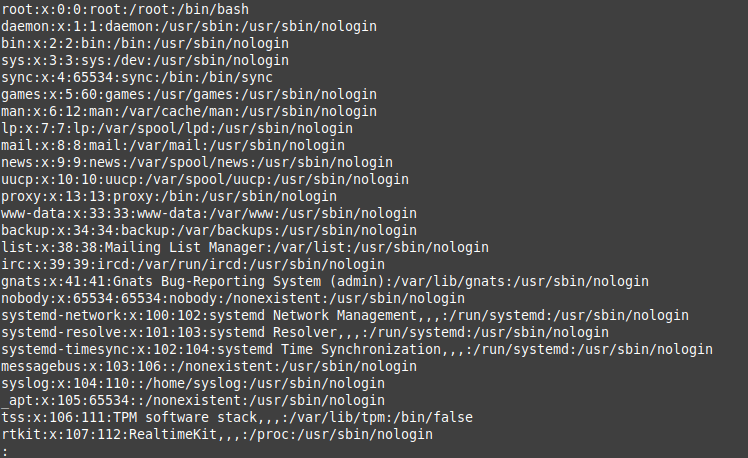 root:x:0:0:root:/root:/bin/bash
daemon:x:1:1:daemon:/usr/sbin:/usr/sbin/nologin
bin:x:2:2:bin:/bin:/usr/sbin/nologin
sys:x:3:3:sys:/dev:/usr/sbin/nologin
sync:x:4:65534:sync:/bin:/bin/sync
games:x:5:60:games:/usr/games:/usr/sbin/nologin
man:x:6:12:man:/var/cache/man:/usr/sbin/nologin
lp:x:7:7:lp:/var/spool/lpd:/usr/sbin/nologin
mail:x:8:8:mail:/var/mail:/usr/sbin/nologin
news:x:9:9:news:/var/spool/news:/usr/sbin/nologin
uucp:x:10:10:uucp:/var/spool/uucp:/usr/sbin/nologin
proxy:x:13:13:proxy:/bin:/usr/sbin/nologin
www-data:x:33:33:www-data:/var/www:/usr/sbin/nologin
backup:x:34:34:backup:/var/backups:/usr/sbin/nologin
list:x:38:38:Mailing List Manager:/var/list:/usr/sbin/nologin
irc:x:39:39:ircd:/var/run/ircd:/usr/sbin/nologin
gnats:x:41:41:Gnats Bug-Reporting System (admin):/var/lib/gnats:/usr/sbin/nologin
nobody:x:65534:65534:nobody:/nonexistent:/usr/sbin/nologin
systemd-network:x:100:102:systemd Network Management,,,:/run/systemd:/usr/sbin/nologin
systemd-resolve:x:101:103:systemd Resolver,,,:/run/systemd:/usr/sbin/nologin
systemd-timesync:x:102:104:systemd Time Synchronization,,,:/run/systemd:/usr/sbin/nologin
messagebus:x:103:106::/nonexistent:/usr/sbin/nologin
syslog:x:104:110::/home/syslog:/usr/sbin/nologin
_apt:x:105:65534::/nonexistent:/usr/sbin/nologin
tss:x:106:111:TPM software stack,,,:/var/lib/tpm:/bin/false
rtkit:x:107:112:RealtimeKit,,,:/proc:/usr/sbin/nologin
: